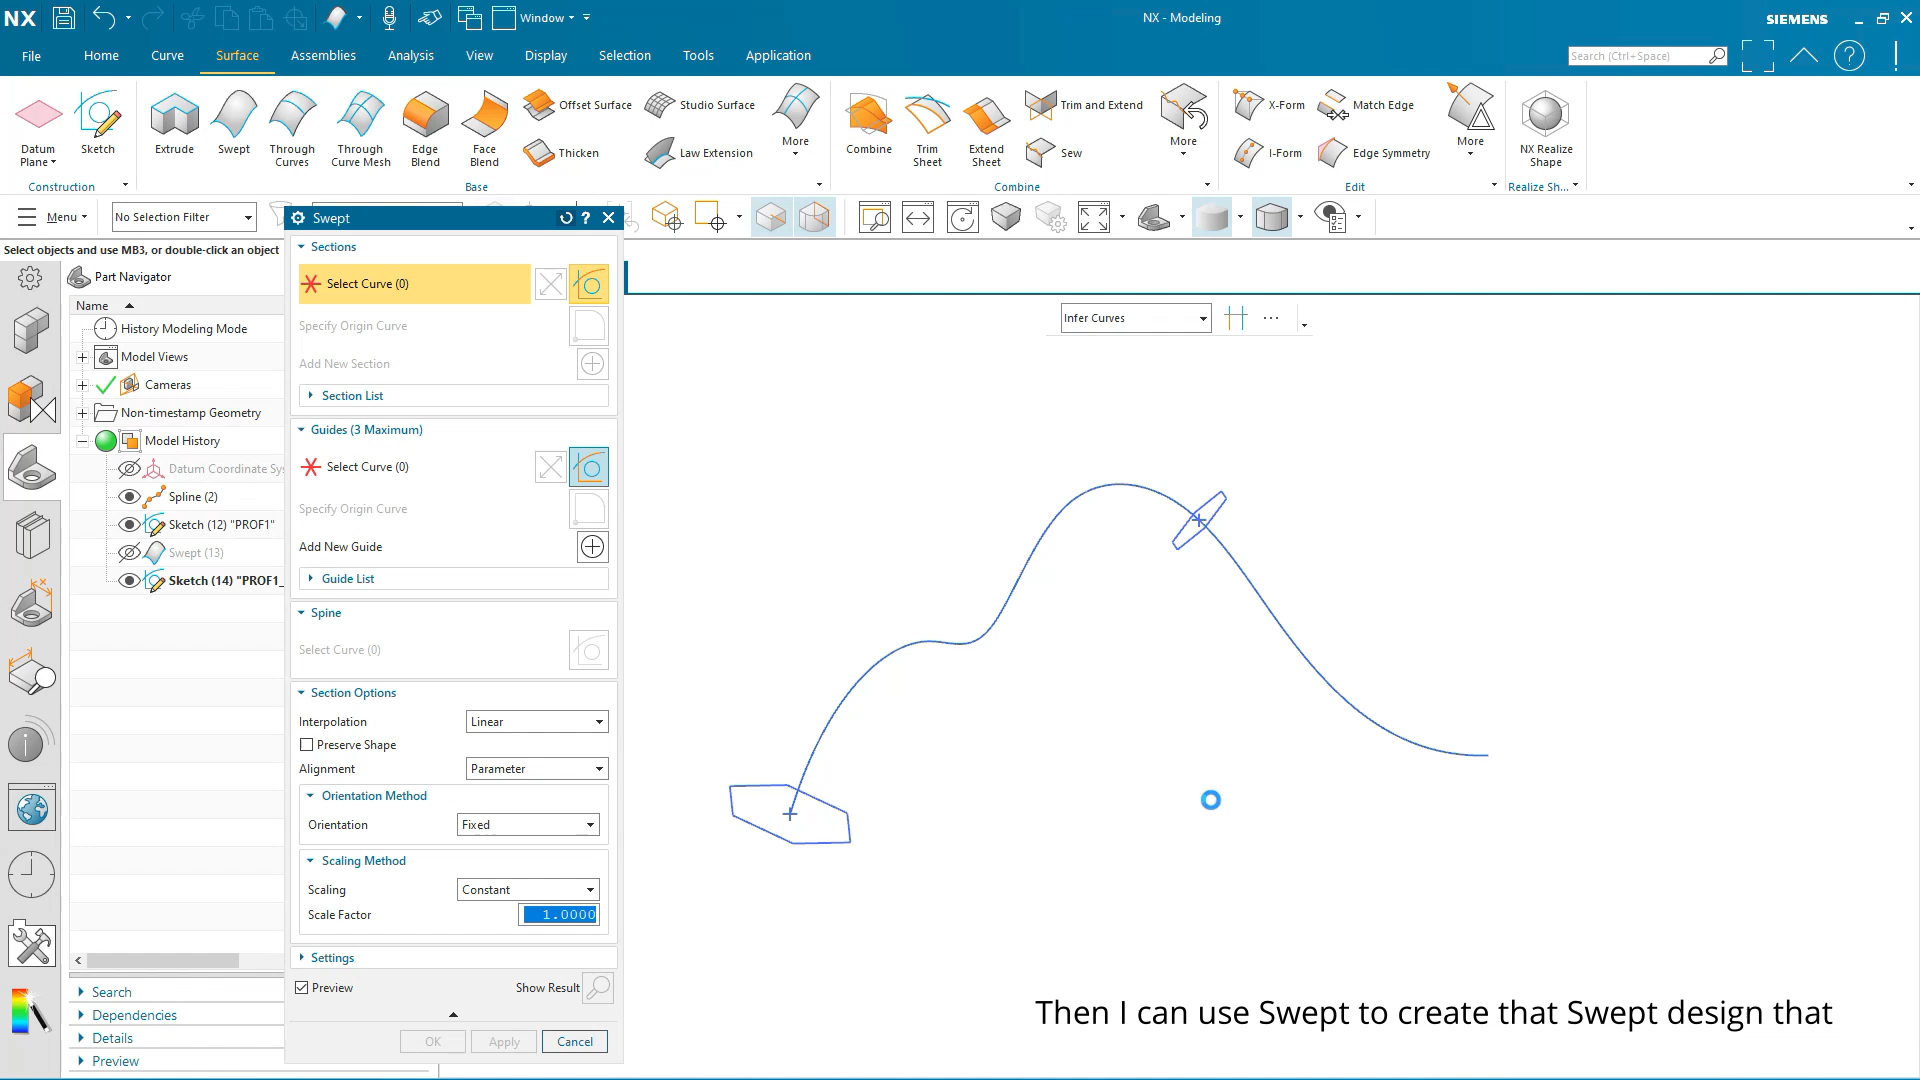 NX
Window
NX - Modeling
SIEMENS
File
Home
Curve
Surface
Assemblies
Analysis
View
Display
Selection
Tools
Application
Search (Ctrl+Space)
Datum Plane
Sketch
Extrude
Swept
Through Curves
Through Curve Mesh
Edge Blend
Face Blend
Offset Surface
Thicken
Studio Surface
Law Extension
More
Combine
Trim Sheet
Extend Sheet
Trim and Extend
Sew
More
X-Form
I-Form
Match Edge
Edge Symmetry
More
NX Realize Shape
Construction
Base
Combine
Edit
Realize Sh...
Menu
No Selection Filter
Select objects and use MB3, or double-click an object
Part Navigator
Name
History Modeling Mode
Model Views
Cameras
Non-timestamp Geometry
Model History
Datum Coordinate Sys
Spline (2)
Sketch (12) "PROF1"
Swept (13)
Sketch (14) "PROF1_
Search
Dependencies
Details
Preview
Swept
Sections
Select Curve (0)
Specify Origin Curve
Add New Section
Section List
Guides (3 Maximum)
Select Curve (0)
Specify Origin Curve
Add New Guide
Guide List
Spine
Select Curve (0)
Section Options
Interpolation Linear
Preserve Shape
Alignment Parameter
Orientation Method
Orientation Fixed
Scaling Method
Scaling Constant
Scale Factor 1.0000
Settings
Preview Show Result
OK Apply Cancel
Infer Curves
Then I can use Swept to create that Swept design that